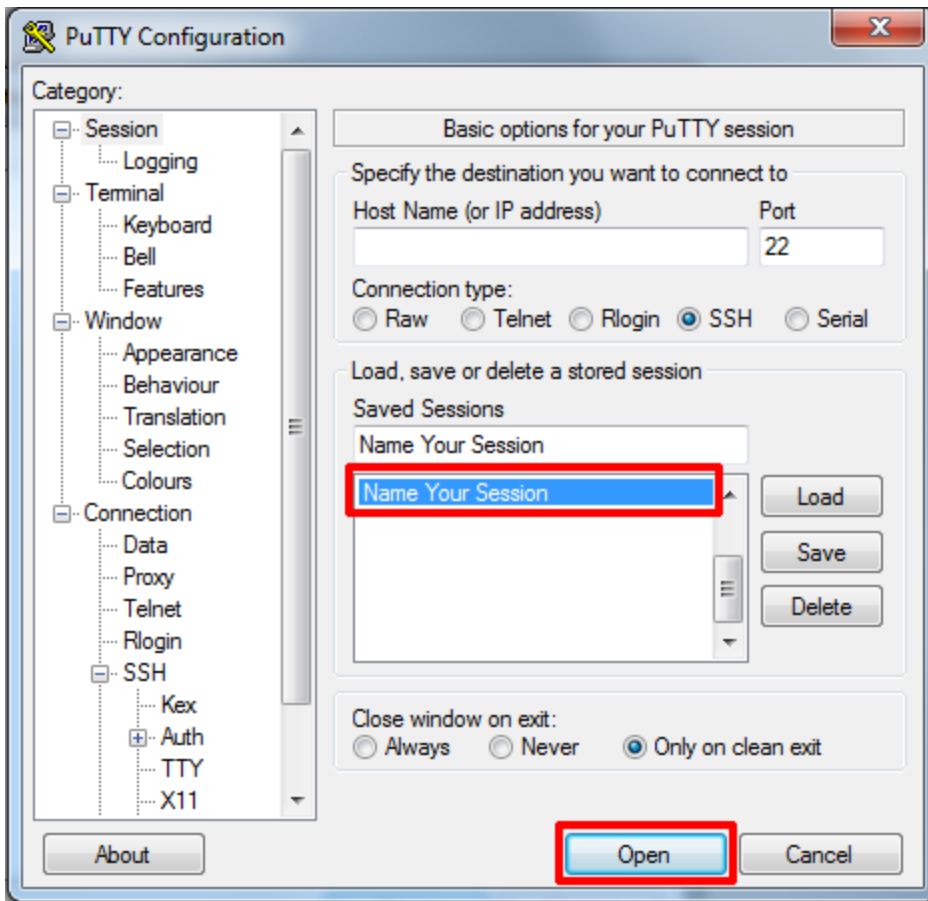 PuTTY Configuration
Category:
Session
Logging
Terminal
Keyboard
Bell
Features
Window
Appearance
Behaviour
Translation
Selection
Colours
Connection
Data
Proxy
Telnet
Rlogin
SSH
Kex
Auth
TTY
X11
Basic options for your PuTTY session
Specify the destination you want to connect to
Host Name (or IP address) Port
22
Connection type:
Raw Telnet Rlogin SSH Serial
Load, save or delete a stored session
Saved Sessions
Name Your Session
Name Your Session
Load
Save
Delete
Close window on exit:
Always Never Only on clean exit
About Open Cancel